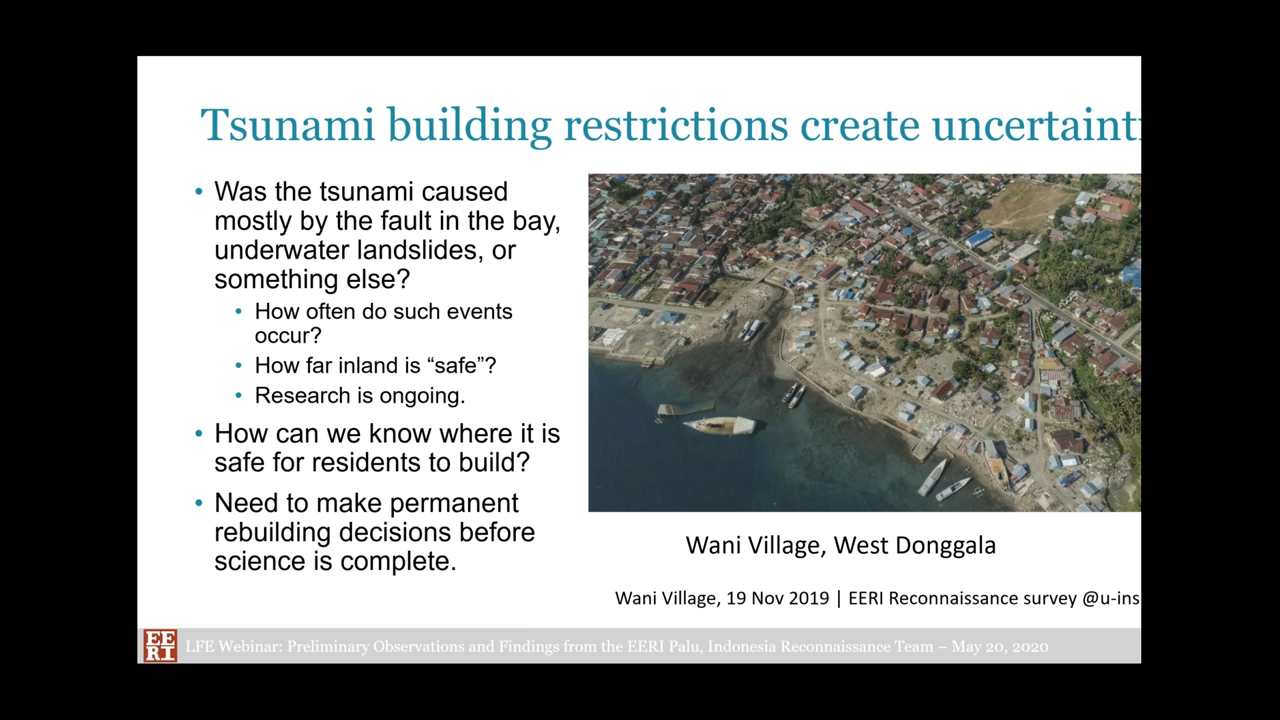 Tsunami building restrictions create
• Was the tsunami caused
mostly by the fault in the bay,
underwater landslides, or
something else?
• How often do such events
occur?
• How far inland is “safe”?
• Research is ongoing.
• How can we know where it is
safe for residents to build?
• Need to make permanent
rebuilding decisions before
science is complete.
Wani Village, West Donggala
Wani Village, 19 Nov 2019 | EERI Reconnaissance survey @u-ins
EE
RI
LFE Webinar: Preliminary Observations and Findings from the EERI Palu, Indonesia Reconnaissance Team – May 20, 2020